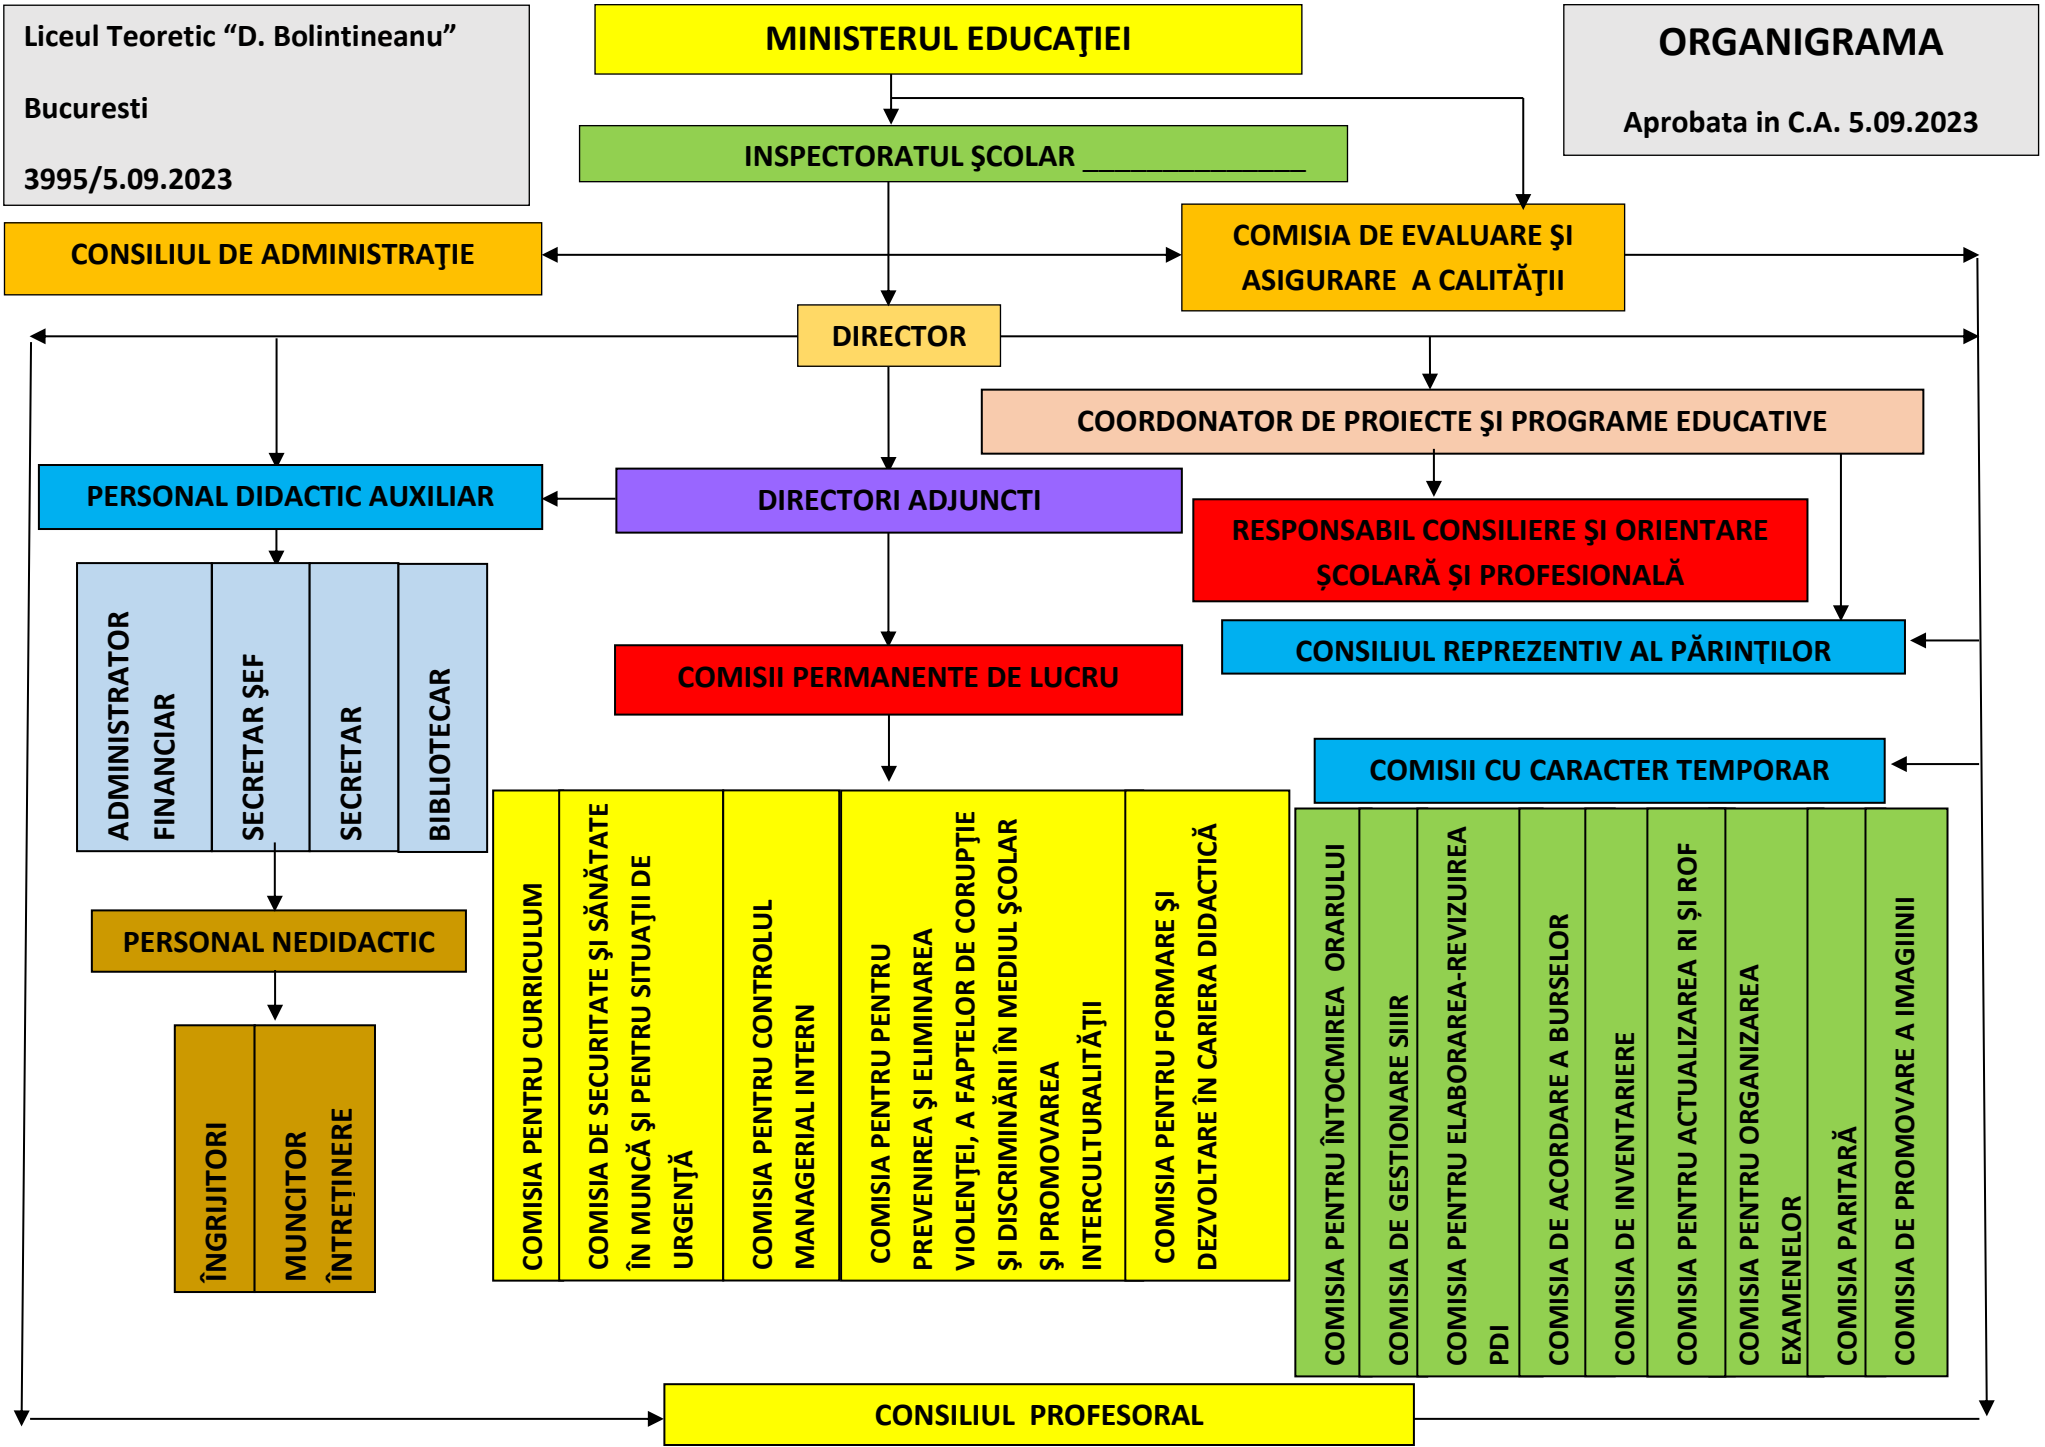 Liceul Teoretic “D. Bolintineanu”
Bucuresti
3995/5.09.2023
MINISTERUL EDUCAŢIEI
ORGANIGRAMA
Aprobata in C.A. 5.09.2023
INSPECTORATUL ŞCOLAR _______________
CONSILIUL DE ADMINISTRAŢIE
COMISIA DE EVALUARE ŞI
ASIGURARE A CALITĂŢII
DIRECTOR
COORDONATOR DE PROIECTE ŞI PROGRAME EDUCATIVE
PERSONAL DIDACTIC AUXILIAR
DIRECTORI ADJUNCTI
RESPONSABIL CONSILIERE ŞI ORIENTARE
ȘCOLARĂ ȘI PROFESIONALĂ
CONSILIUL REPREZENTIV AL PĂRINȚILOR
ADMINISTRATOR
FINANCIAR
SECRETAR ŞEF
SECRETAR
BIBLIOTECAR
COMISII PERMANENTE DE LUCRU
COMISII CU CARACTER TEMPORAR
PERSONAL NEDIDACTIC
ÎNGRIJITORI
MUNCITOR
ÎNTREȚINERE
COMISIA PENTRU CURRICULUM
COMISIA DE SECURITATE ŞI SĂNĂTATE
ÎN MUNCĂ ŞI PENTRU SITUAŢII DE
URGENŢĂ
COMISIA PENTRU CONTROLUL
MANAGERIAL INTERN
COMISIA PENTRU PENTRU
PREVENIREA ŞI ELIMINAREA
VIOLENŢEI, A FAPTELOR DE CORUPŢIE
ŞI DISCRIMINĂRII ÎN MEDIUL ŞCOLAR
ŞI PROMOVAREA
INTERCULTURALITĂŢII
COMISIA PENTRU FORMARE ŞI
DEZVOLTARE ÎN CARIERA DIDACTICĂ
COMISIA PENTRU ÎNTOCMIREA ORARULUI
COMISIA DE GESTIONARE SIIIR
COMISIA PENTRU ELABORAREA-REVIZUIREA
PDI
COMISIA DE ACORDARE A BURSELOR
COMISIA DE INVENTARIERE
COMISIA PENTRU ACTUALIZAREA RI ȘI ROF
COMISIA PENTRU ORGANIZAREA
EXAMENELOR
COMISIA PARITARĂ
COMISIA DE PROMOVARE A IMAGIINII
CONSILIUL PROFESORAL